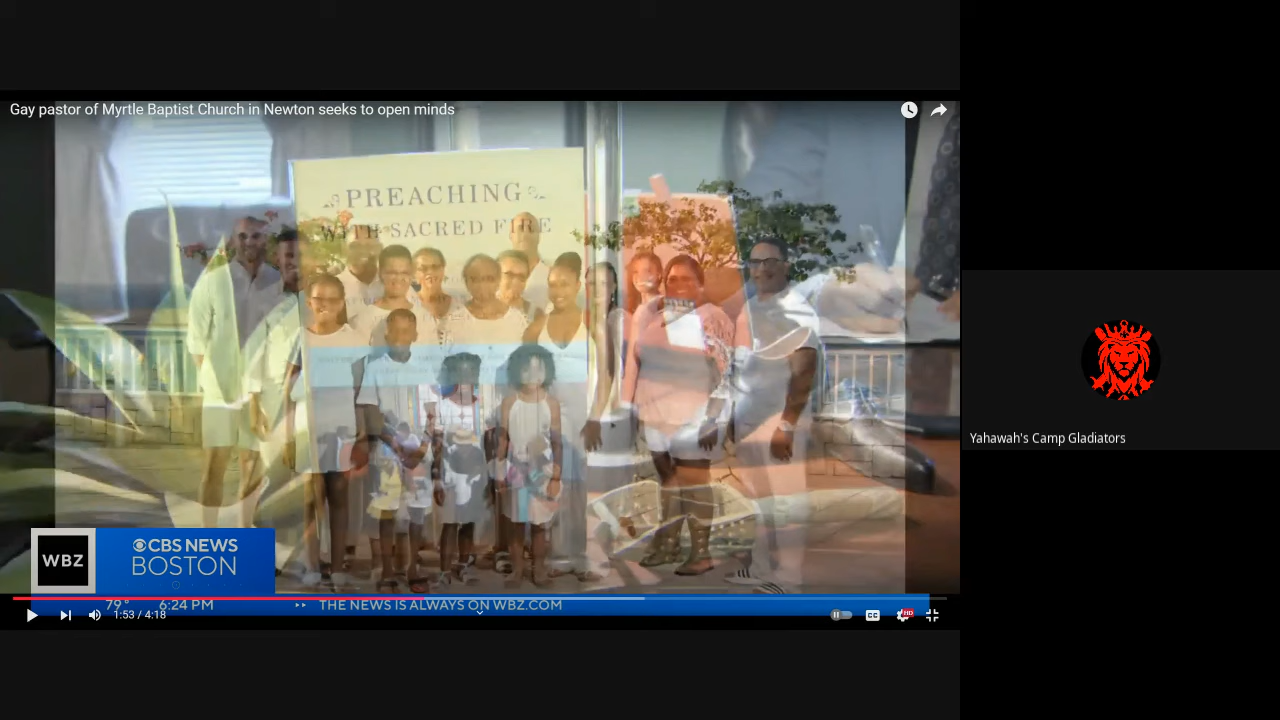 Gay pastor of Myrtle Baptist Church in Newton seeks to open minds
PREACHING
WITH SACRED FIRE
WBZ
CBS NEWS
BOSTON
79° 6:24 PM THE NEWS IS ALWAYS ON WBZ.COM
1:53 / 4:18
CC
HD
Yahawah's Camp Gladiators